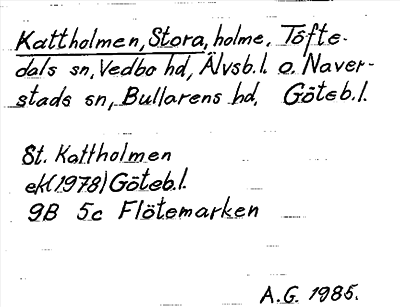 Kattholmen, Stora, holme, Töfte-
dals sn, Vedbo hd, Älvsb.l. o. Naver-
stads sn, Bullarens hd, Göteb.l.
St. Kattholmen
ek(1978) Göteb.l.
9B 5c Flötemarken
A.G. 1985.